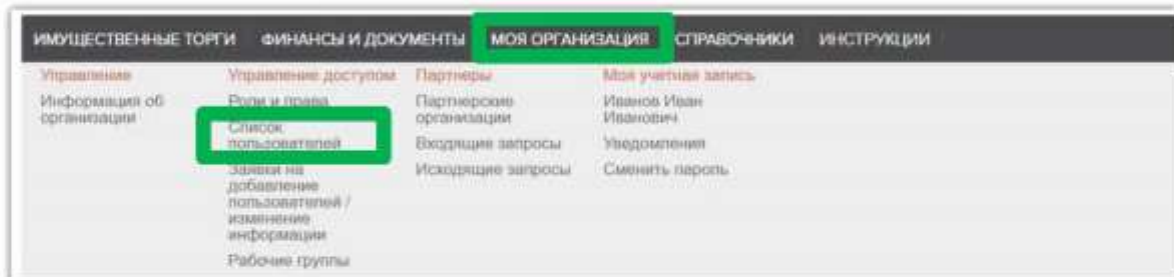 ИМУЩЕСТВЕННЫЕ ТОРГИ ФИНАНСЫ И ДОКУМЕНТЫ МОЯ ОРГАНИЗАЦИЯ СПРАВОЧНИКИ ИНСТРУКЦИИ
Управление
Информация об
организации
Управление доступом
Роли и права
Список
пользователей
Заявки на
добавление
пользователей /
изменение
информации
Рабочие группы
Партнеры
Партнерские
организации
Входящие запросы
Исходящие запросы
Моя учетная запись
Иванов Иван
Иванович
Уведомления
Сменить пароль